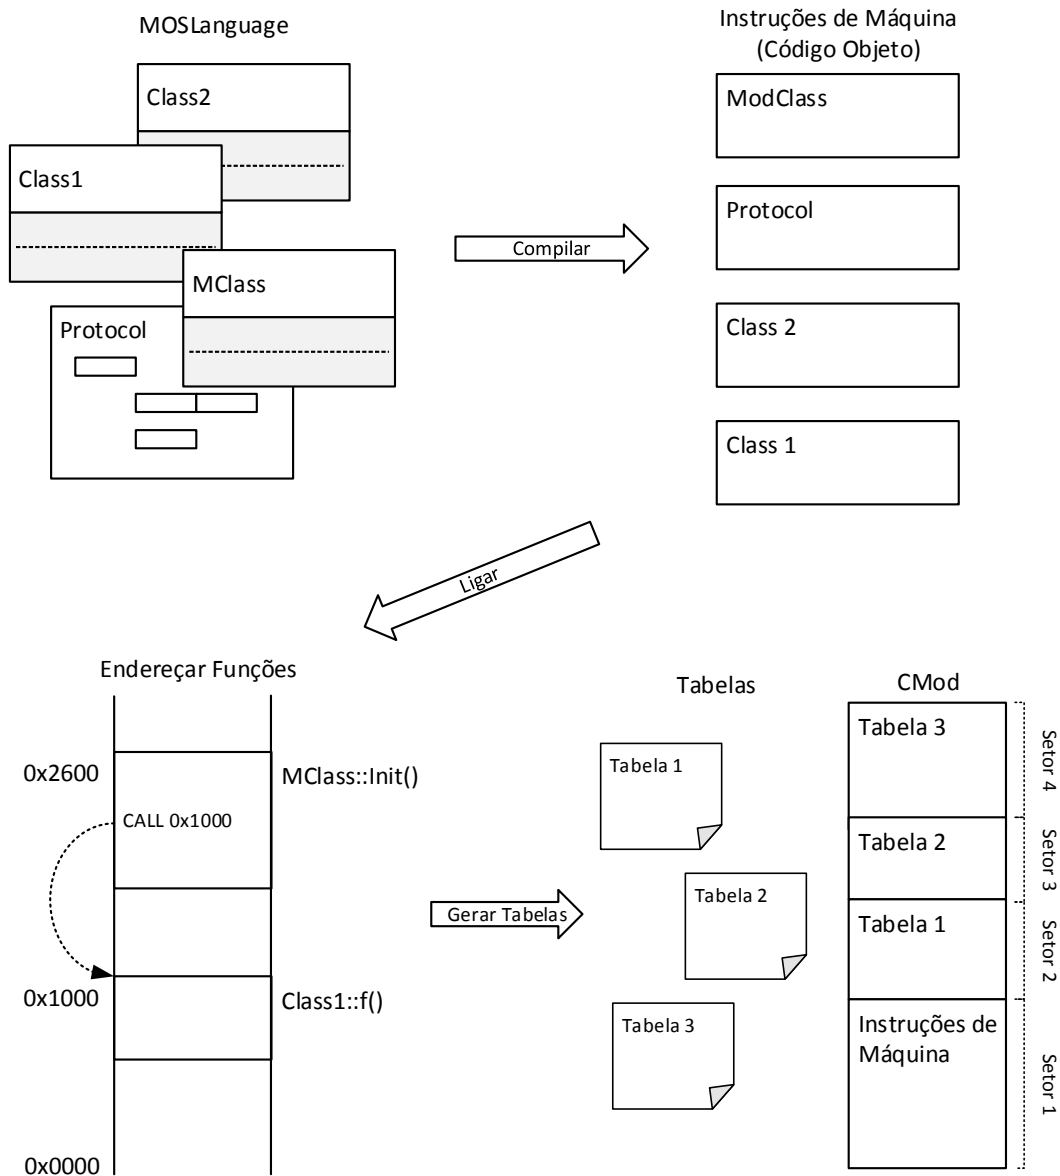 MOSLanguage
Class2
Class1
MClass
Protocol
Compilar
Instruções de Máquina
(Código Objeto)
ModClass
Protocol
Class 2
Class 1
Ligar
Endereçar Funções
0x2600
MClass::Init()
CALL 0x1000
0x1000
Class1::f()
0x0000
Gerar Tabelas
Tabelas
Tabela 1
Tabela 2
Tabela 3
CMod
Tabela 3
Setor 4
Tabela 2
Setor 3
Tabela 1
Setor 2
Instruções de
Máquina
Setor 1